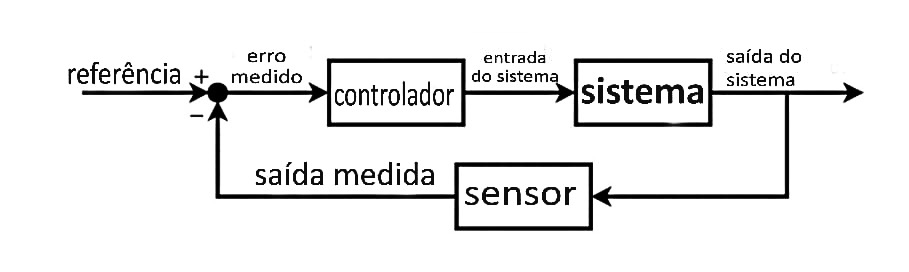 referência
+
−
erro
medido
controlador
entrada
do sistema
sistema
saída do
sistema
saída medida
sensor